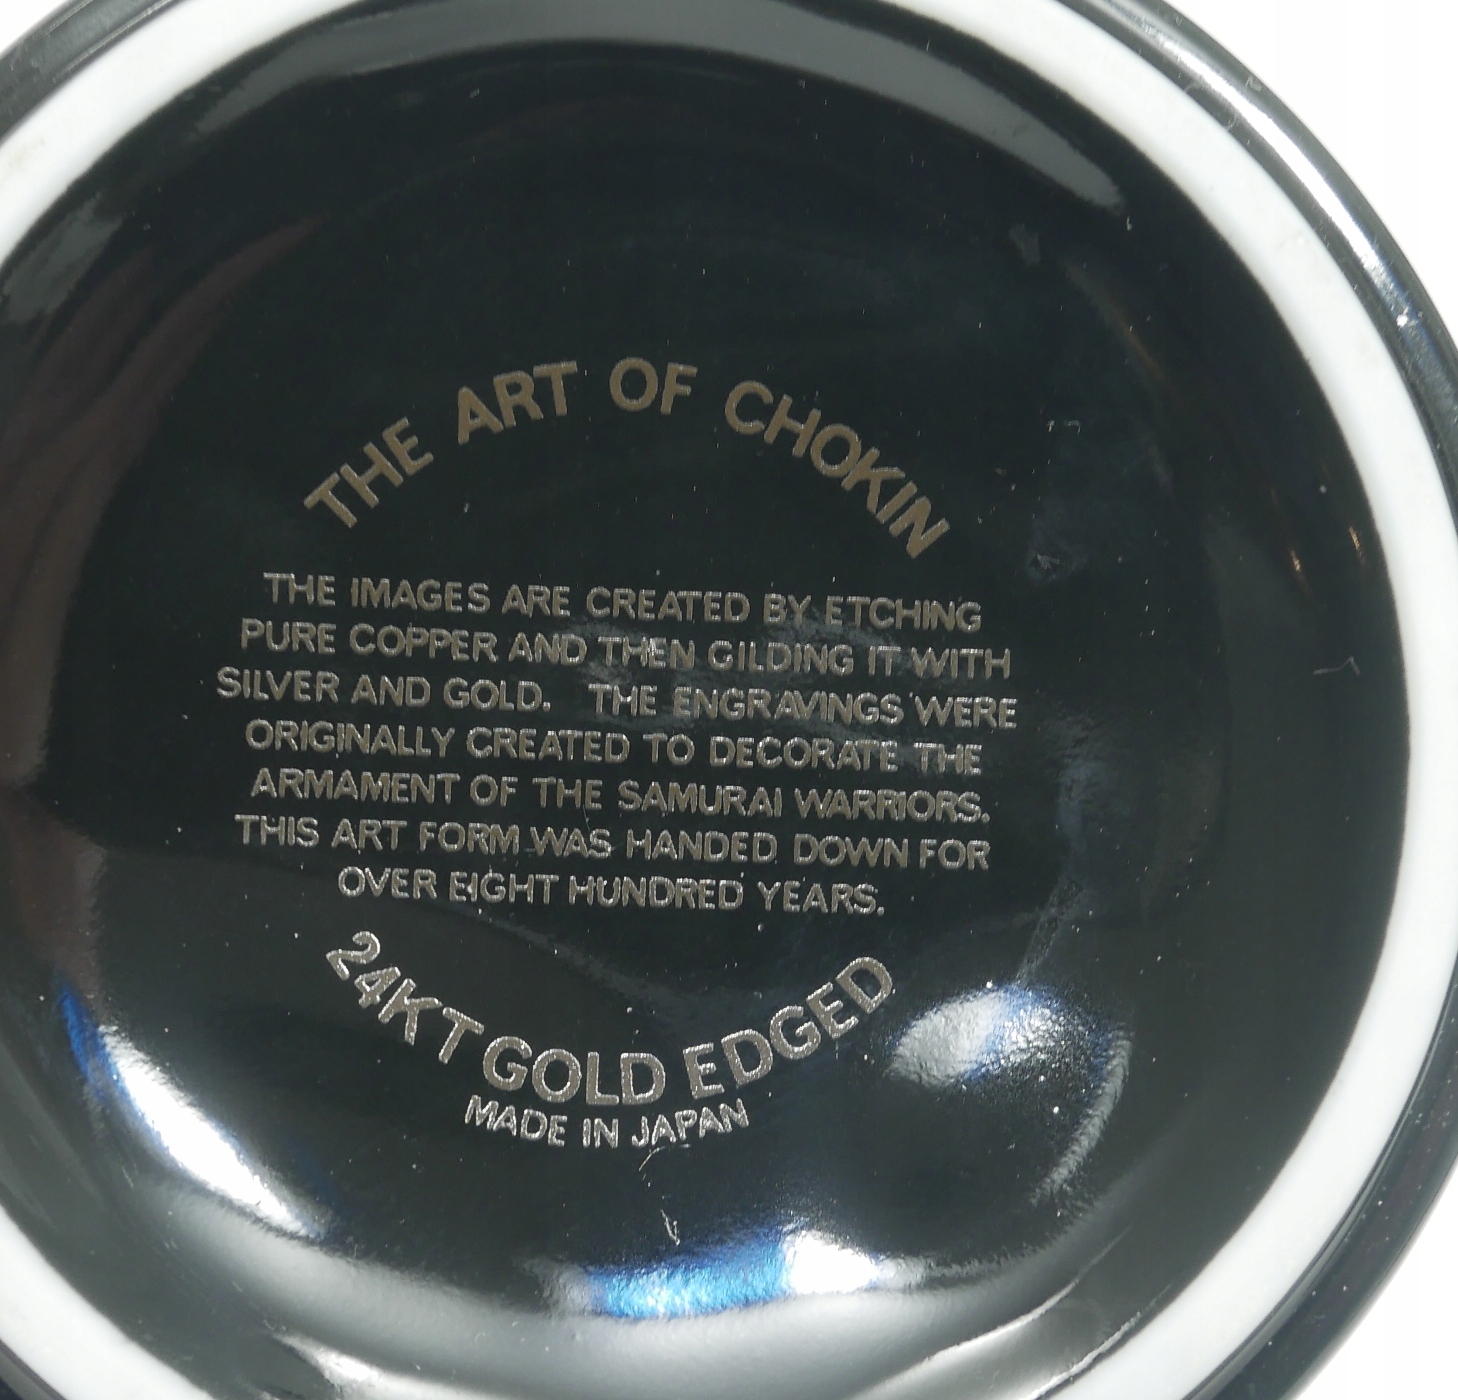 THE ART OF CHOKIN
THE IMAGES ARE CREATED BY ETCHING
PURE COPPER AND THEN GILDING IT WITH
SILVER AND GOLD. THE ENGRAVINGS WERE
ORIGINALLY CREATED TO DECORATE THE
ARMAMENT OF THE SAMURAI WARRIORS.
THIS ART FORM WAS HANDED DOWN FOR
OVER EIGHT HUNDRED YEARS.
24KT GOLD EDGED
MADE IN JAPAN